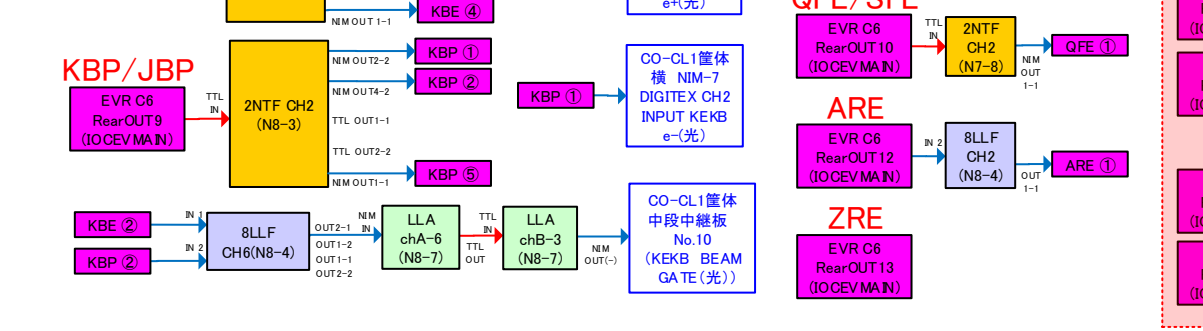 KBE ④
NIM OUT 1-1
e+(光)
QFE/SFE
KBP/JBP
EVR C6
RearOUT9
(IOCEVMAIN)
TTL
IN
2NTF CH2
(N8-3)
NIM OUT2-2
NIM OUT4-2
TTL OUT1-1
TTL OUT2-2
NIM OUT1-1
KBP ①
KBP ②
KBP ⑤
KBP ①
CO-CL1筐体
横 NIM-7
DIGITEX CH2
INPUT KEKB
e-(光)
EVR C6
RearOUT10
(IOCEVMAIN)
TTL
IN
2NTF
CH2
(N7-8)
NIM
OUT
1-1
QFE ①
ARE
EVR C6
RearOUT12
(IOCEVMAIN)
IN 2
8LLF
CH2
(N8-4)
OUT
1-1
ARE ①
ZRE
EVR C6
RearOUT13
(IOCEVMAIN)
KBE ②
KBP ②
IN 1
IN 2
8LLF
CH6(N8-4)
OUT2-1
OUT1-2
OUT1-1
OUT2-2
NIM
IN
LLA
chA-6
(N8-7)
TTL
IN
TTL
OUT
LLA
chB-3
(N8-7)
NIM
OUT(-)
CO-CL1筐体
中段中継板
No.10
(KEKB BEAM
GATE(光))